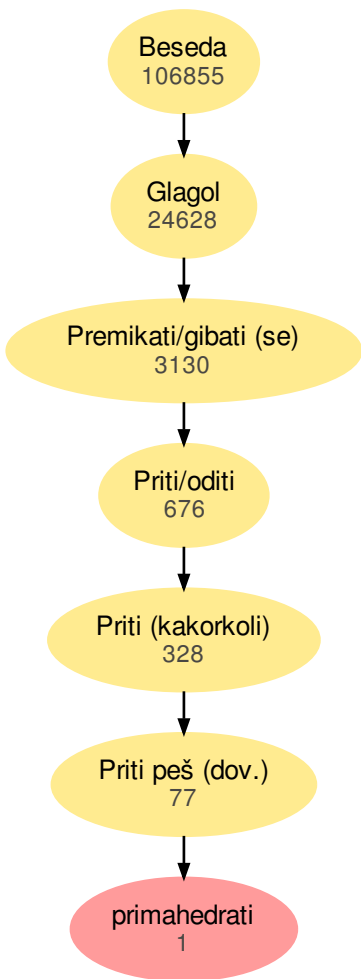 Beseda
106855
Glagol
24628
Premikati/gibati (se)
3130
Priti/oditi
676
Priti (kakorkoli)
328
Priti peš (dov.)
77
primahedrati
1